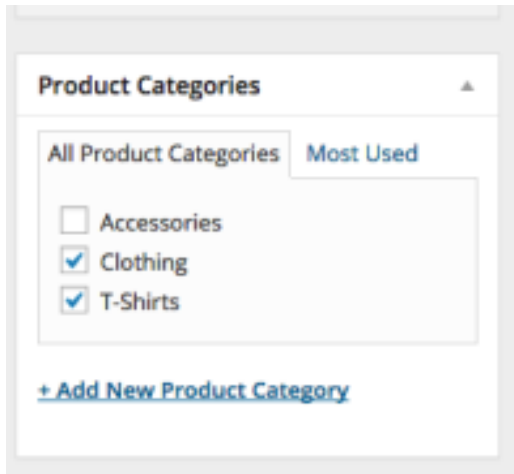 Product Categories
All Product Categories Most Used
Accessories
Clothing
T-Shirts
+ Add New Product Category